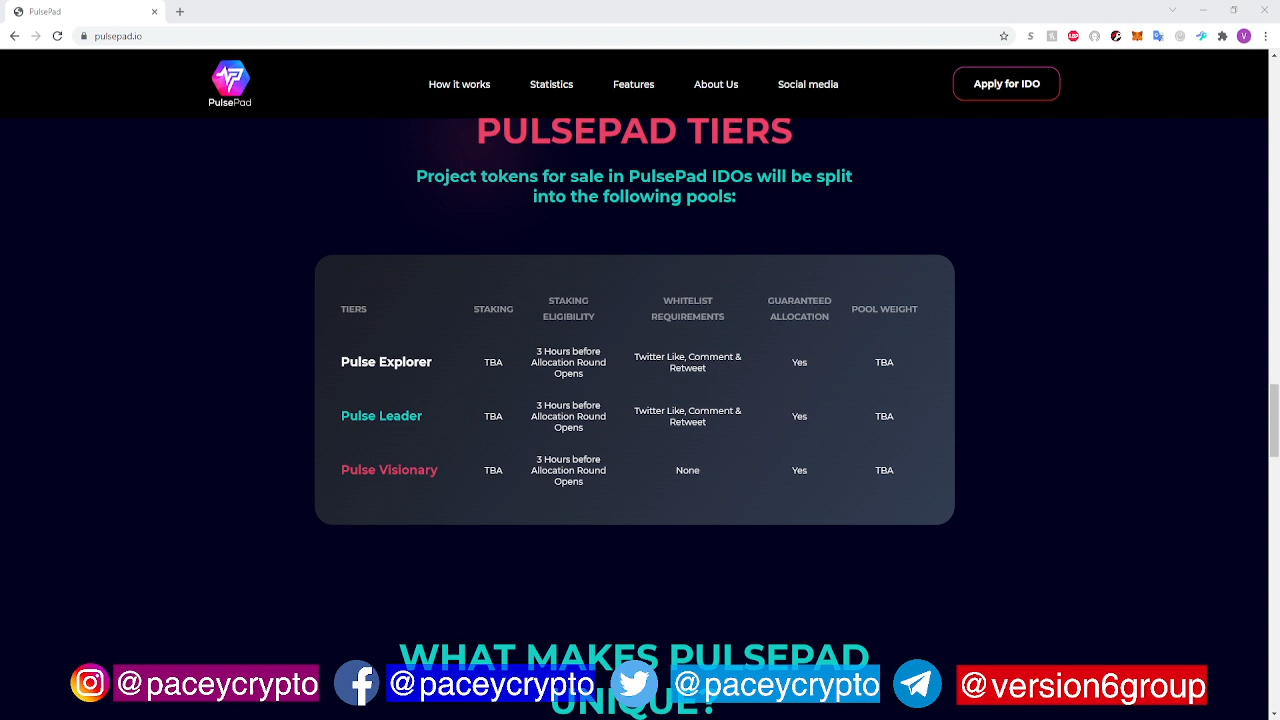 PulsePad
pulsepad.io
PulsePad
How it works
Statistics
Features
About Us
Social media
Apply for IDO
PULSEPAD TIERS
Project tokens for sale in PulsePad IDOs will be split
into the following pools:
TIERS
STAKING
STAKING
ELIGIBILITY
WHITELIST
REQUIREMENTS
GUARANTEED
ALLOCATION
POOL WEIGHT
Pulse Explorer
TBA
3 Hours before
Allocation Round
Opens
Twitter Like, Comment &
Retweet
Yes
TBA
Pulse Leader
TBA
3 Hours before
Allocation Round
Opens
Twitter Like, Comment &
Retweet
Yes
TBA
Pulse Visionary
TBA
3 Hours before
Allocation Round
Opens
None
Yes
TBA
WHAT MAKES PULSEPAD
UNIQUE?
@paceycrypto
@paceycrypto
@paceycrypto
@version6group